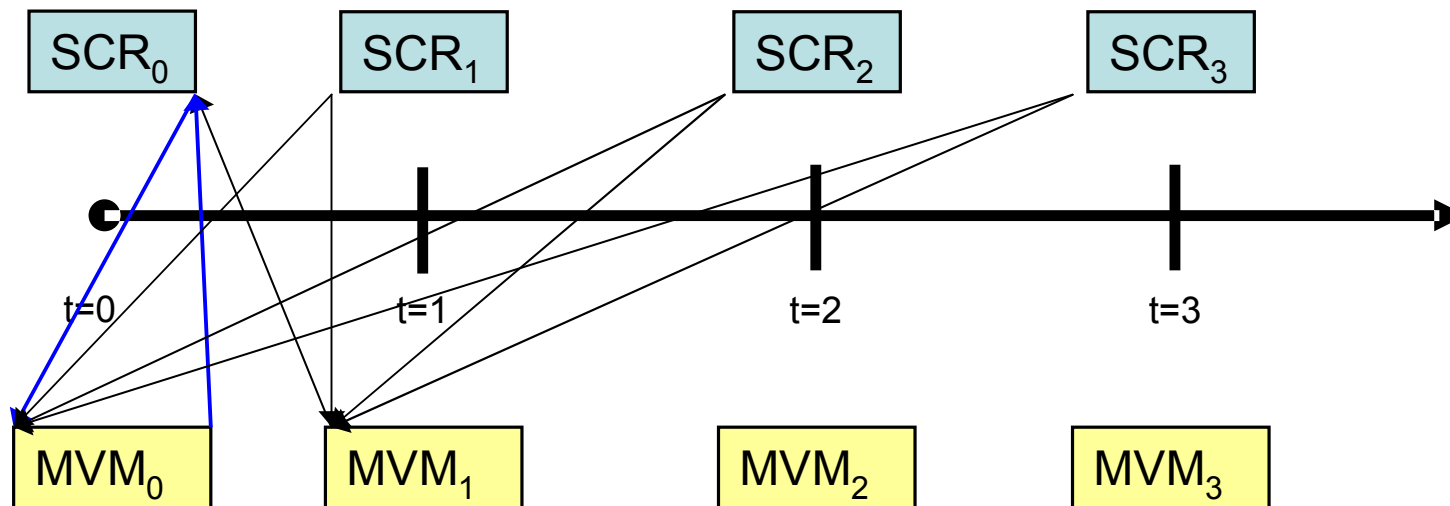 SCR₀ SCR₁ SCR₂ SCR₃
t=0 t=1 t=2 t=3
MVM₀ MVM₁ MVM₂ MVM₃